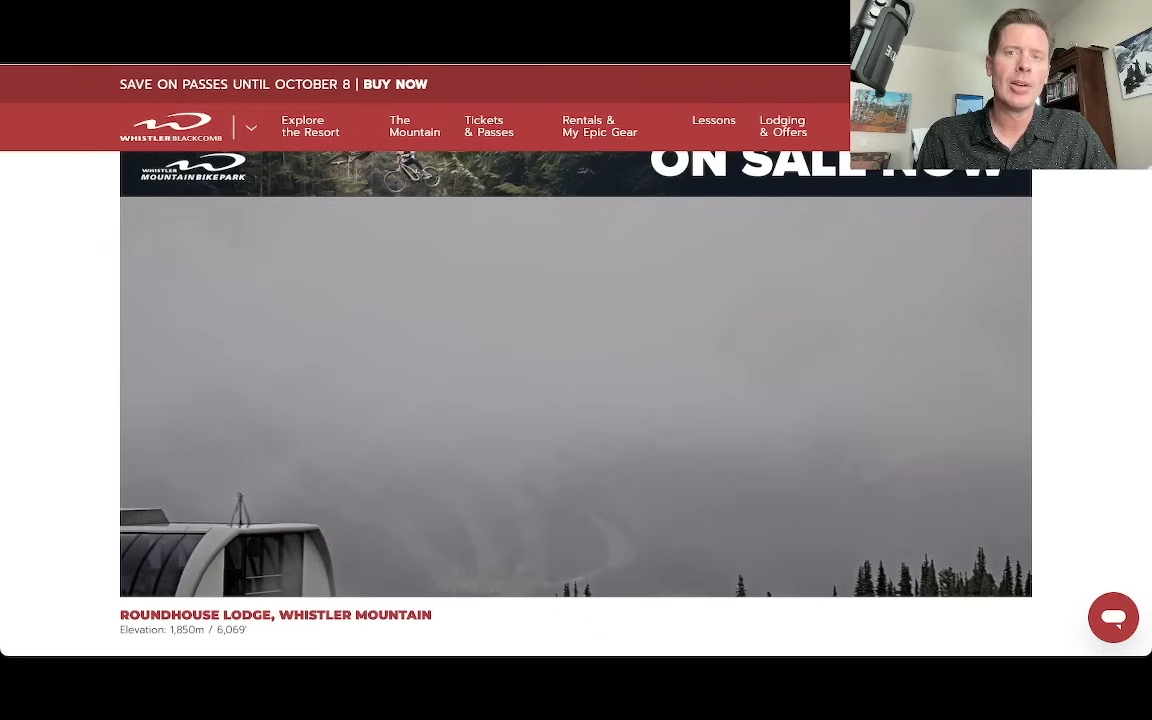 SAVE ON PASSES UNTIL OCTOBER 8 | BUY NOW
WHISTLER BLACKCOMB
Explore
the Resort
The
Mountain
Tickets
& Passes
Rentals &
My Epic Gear
Lessons
Lodging
& Offers
WHISTLER
MOUNTAIN BIKE PARK
ON SALE NOW
ROUNDHOUSE LODGE, WHISTLER MOUNTAIN
Elevation: 1,850m / 6,069'